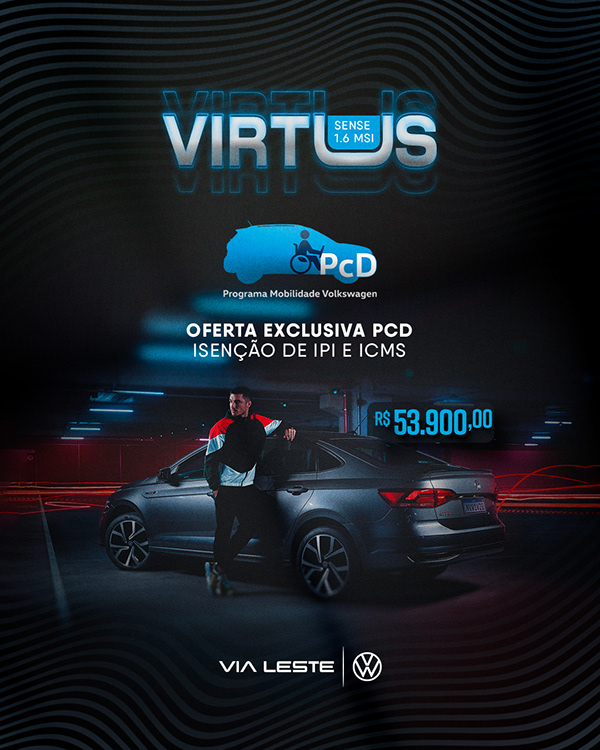 VIRTUS
SENSE
1.6 MSI
PcD
Programa Mobilidade Volkswagen
OFERTA EXCLUSIVA PCD
ISENÇÃO DE IPI E ICMS
R$ 53.900,00
VIA LESTE